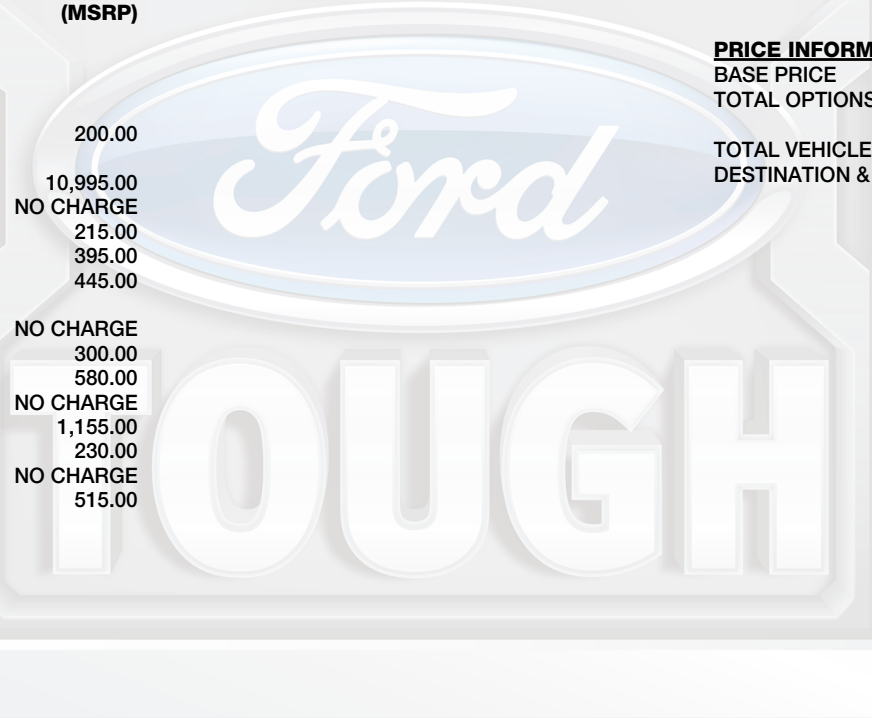 (MSRP)
200.00
10,995.00
NO CHARGE
215.00
395.00
445.00
NO CHARGE
300.00
580.00
NO CHARGE
1,155.00
230.00
NO CHARGE
515.00
PRICE INFORM
BASE PRICE
TOTAL OPTIONS
TOTAL VEHICLE
DESTINATION &
Ford
TOUGH